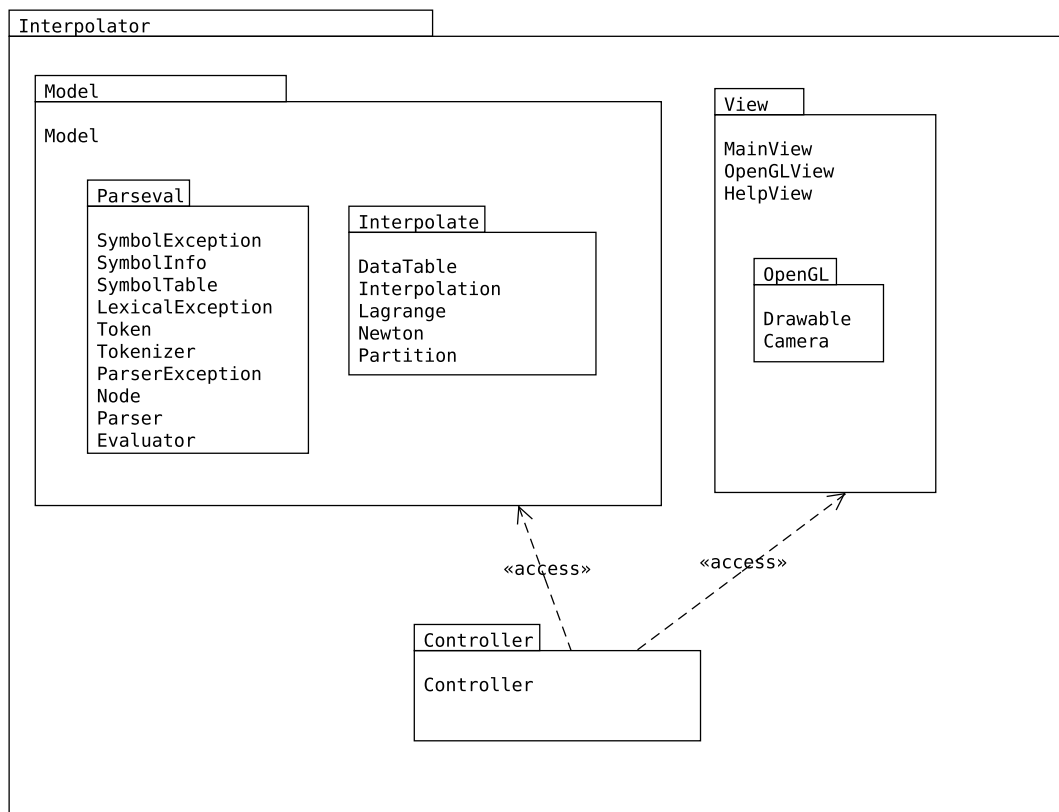 Interpolator
Model
Model
Parseval
SymbolException
SymbolInfo
SymbolTable
LexicalException
Token
Tokenizer
ParserException
Node
Parser
Evaluator
Interpolate
DataTable
Interpolation
Lagrange
Newton
Partition
View
MainView
OpenGLView
HelpView
OpenGL
Drawable
Camera
«access»
«access»
Controller
Controller